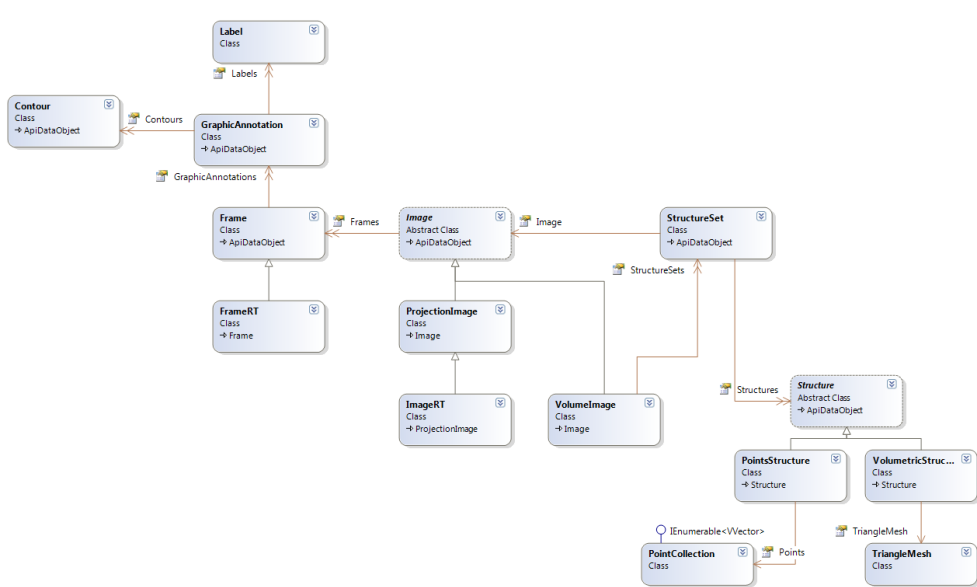 Label
Class
Labels
Contour
Class
ApiDataObject
Contours
GraphicAnnotation
Class
ApiDataObject
GraphicAnnotations
Frame
Class
ApiDataObject
Frames
Image
Abstract Class
ApiDataObject
Image
StructureSet
Class
ApiDataObject
StructureSets
FrameRT
Class
Frame
ProjectionImage
Class
Image
Structures
Structure
Abstract Class
ApiDataObject
ImageRT
Class
ProjectionImage
VolumeImage
Class
Image
PointsStructure
Class
Structure
VolumetricStruc...
Class
Structure
IEnumerable<VVector>
TriangleMesh
PointCollection
Class
Points
TriangleMesh
Class